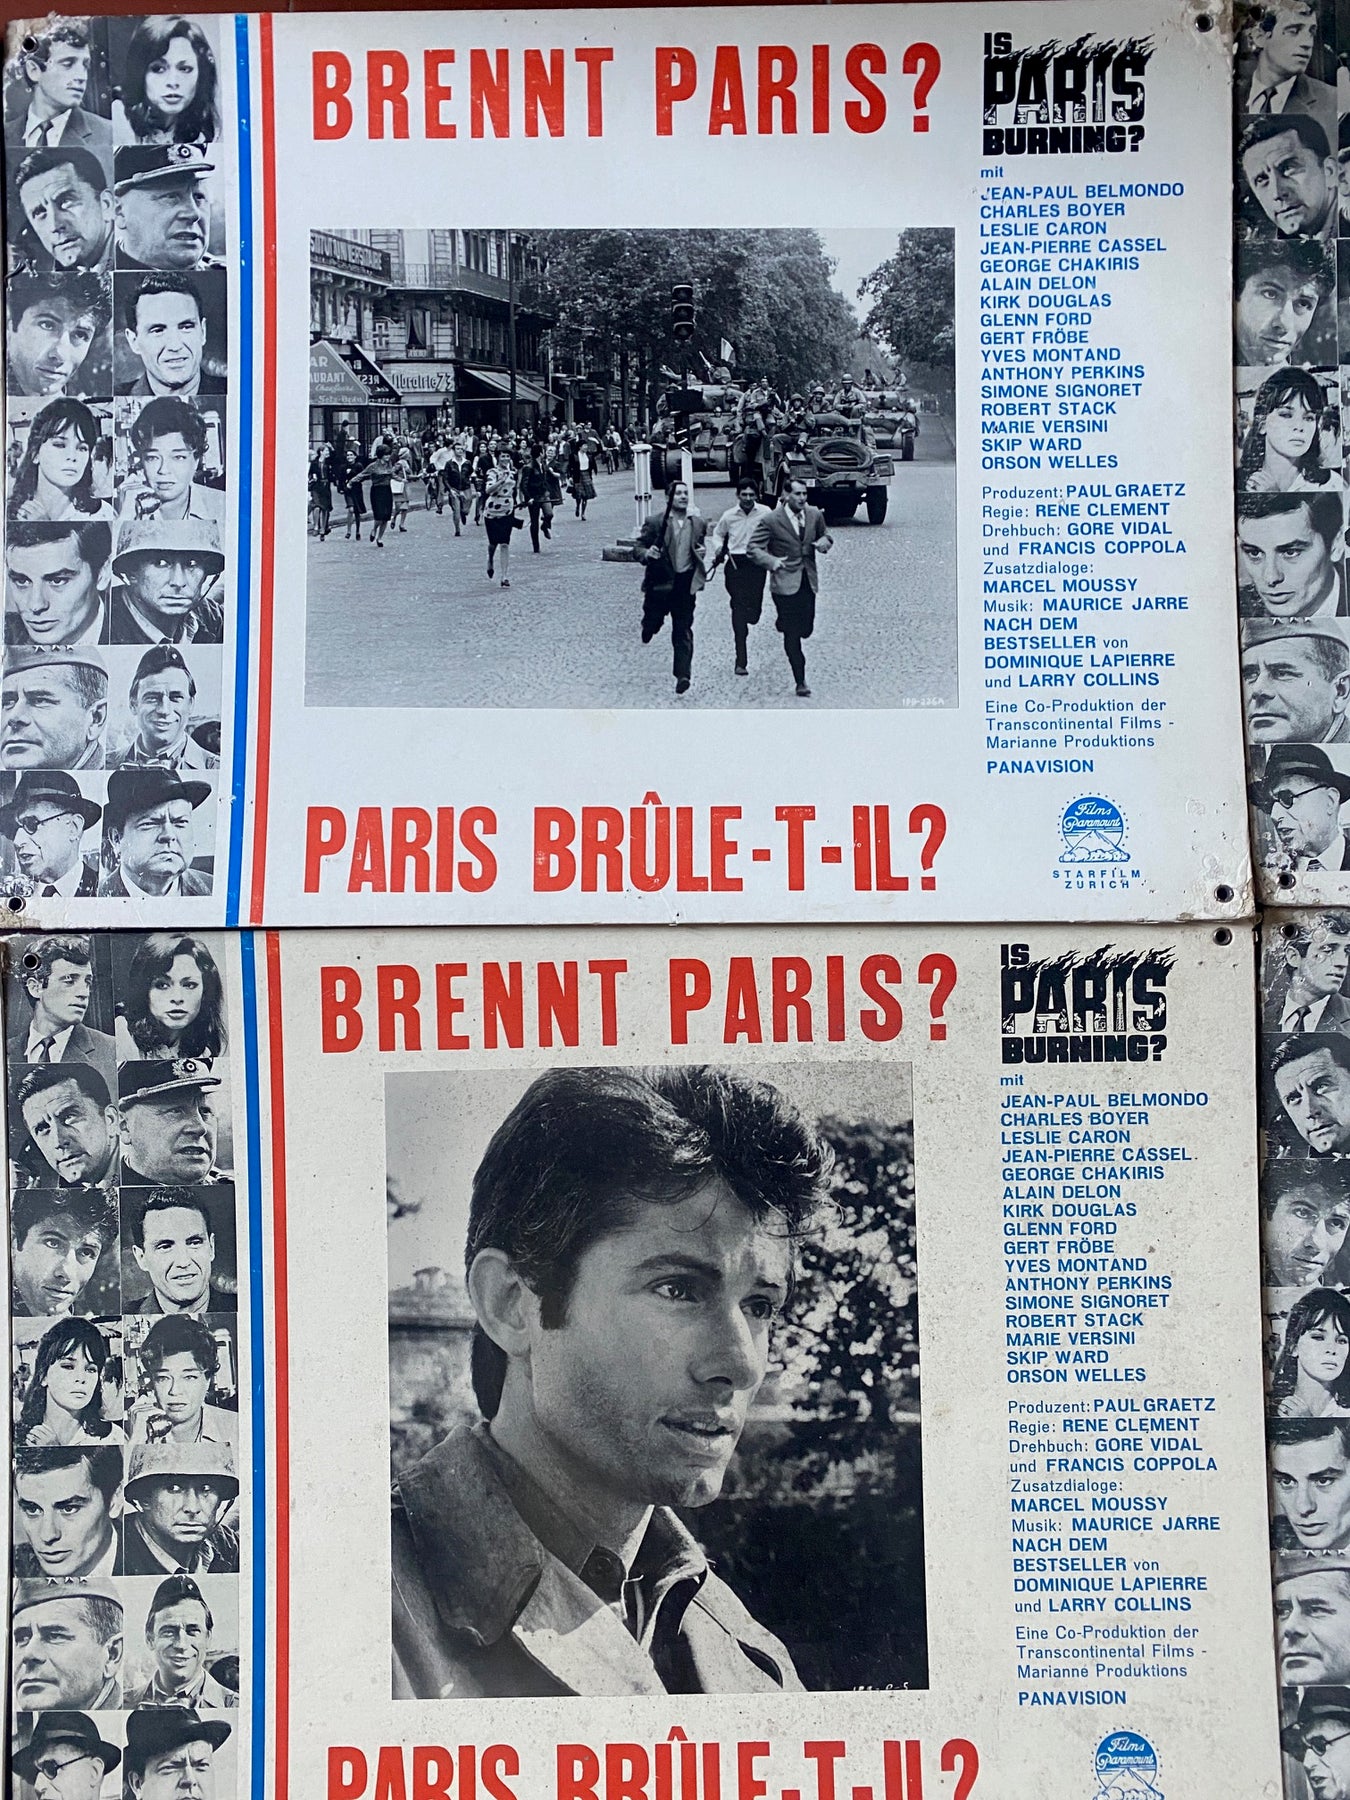 BRENNT PARIS?
IS
PARIS
BURNING?
mit
JEAN-PAUL BELMONDO
CHARLES BOYER
LESLIE CARON
JEAN-PIERRE CASSEL
GEORGE CHAKIRIS
ALAIN DELON
KIRK DOUGLAS
GLENN FORD
GERT FRÖBE
YVES MONTAND
ANTHONY PERKINS
SIMONE SIGNORET
ROBERT STACK
MARIE VERSINI
SKIP WARD
ORSON WELLES
Produzent: PAUL GRAETZ
Regie: RENE CLEMENT
Drehbuch: GORE VIDAL
und FRANCIS COPPOLA
Zusatzdialoge:
MARCEL MOUSSY
Musik: MAURICE JARRE
NACH DEM
BESTSELLER von
DOMINIQUE LAPIERRE
und LARRY COLLINS
Eine Co-Produktion der
Transcontinental Films -
Marianne Produktions
PANAVISION
Films
Paramount
STARFILM
ZURICH
librairie 73
PARIS BRÛLE-T-IL?
BRENNT PARIS?
IS
PARIS
BURNING?
mit
JEAN-PAUL BELMONDO
CHARLES BOYER
LESLIE CARON
JEAN-PIERRE CASSEL
GEORGE CHAKIRIS
ALAIN DELON
KIRK DOUGLAS
GLENN FORD
GERT FRÖBE
YVES MONTAND
ANTHONY PERKINS
SIMONE SIGNORET
ROBERT STACK
MARIE VERSINI
SKIP WARD
ORSON WELLES
Produzent: PAUL GRAETZ
Regie: RENE CLEMENT
Drehbuch: GORE VIDAL
und FRANCIS COPPOLA
Zusatzdialoge:
MARCEL MOUSSY
Musik: MAURICE JARRE
NACH DEM
BESTSELLER von
DOMINIQUE LAPIERRE
und LARRY COLLINS
Eine Co-Produktion der
Transcontinental Films -
Marianne Produktions
PANAVISION
Films
Paramount
PARIS BRÛLE-T-IL?